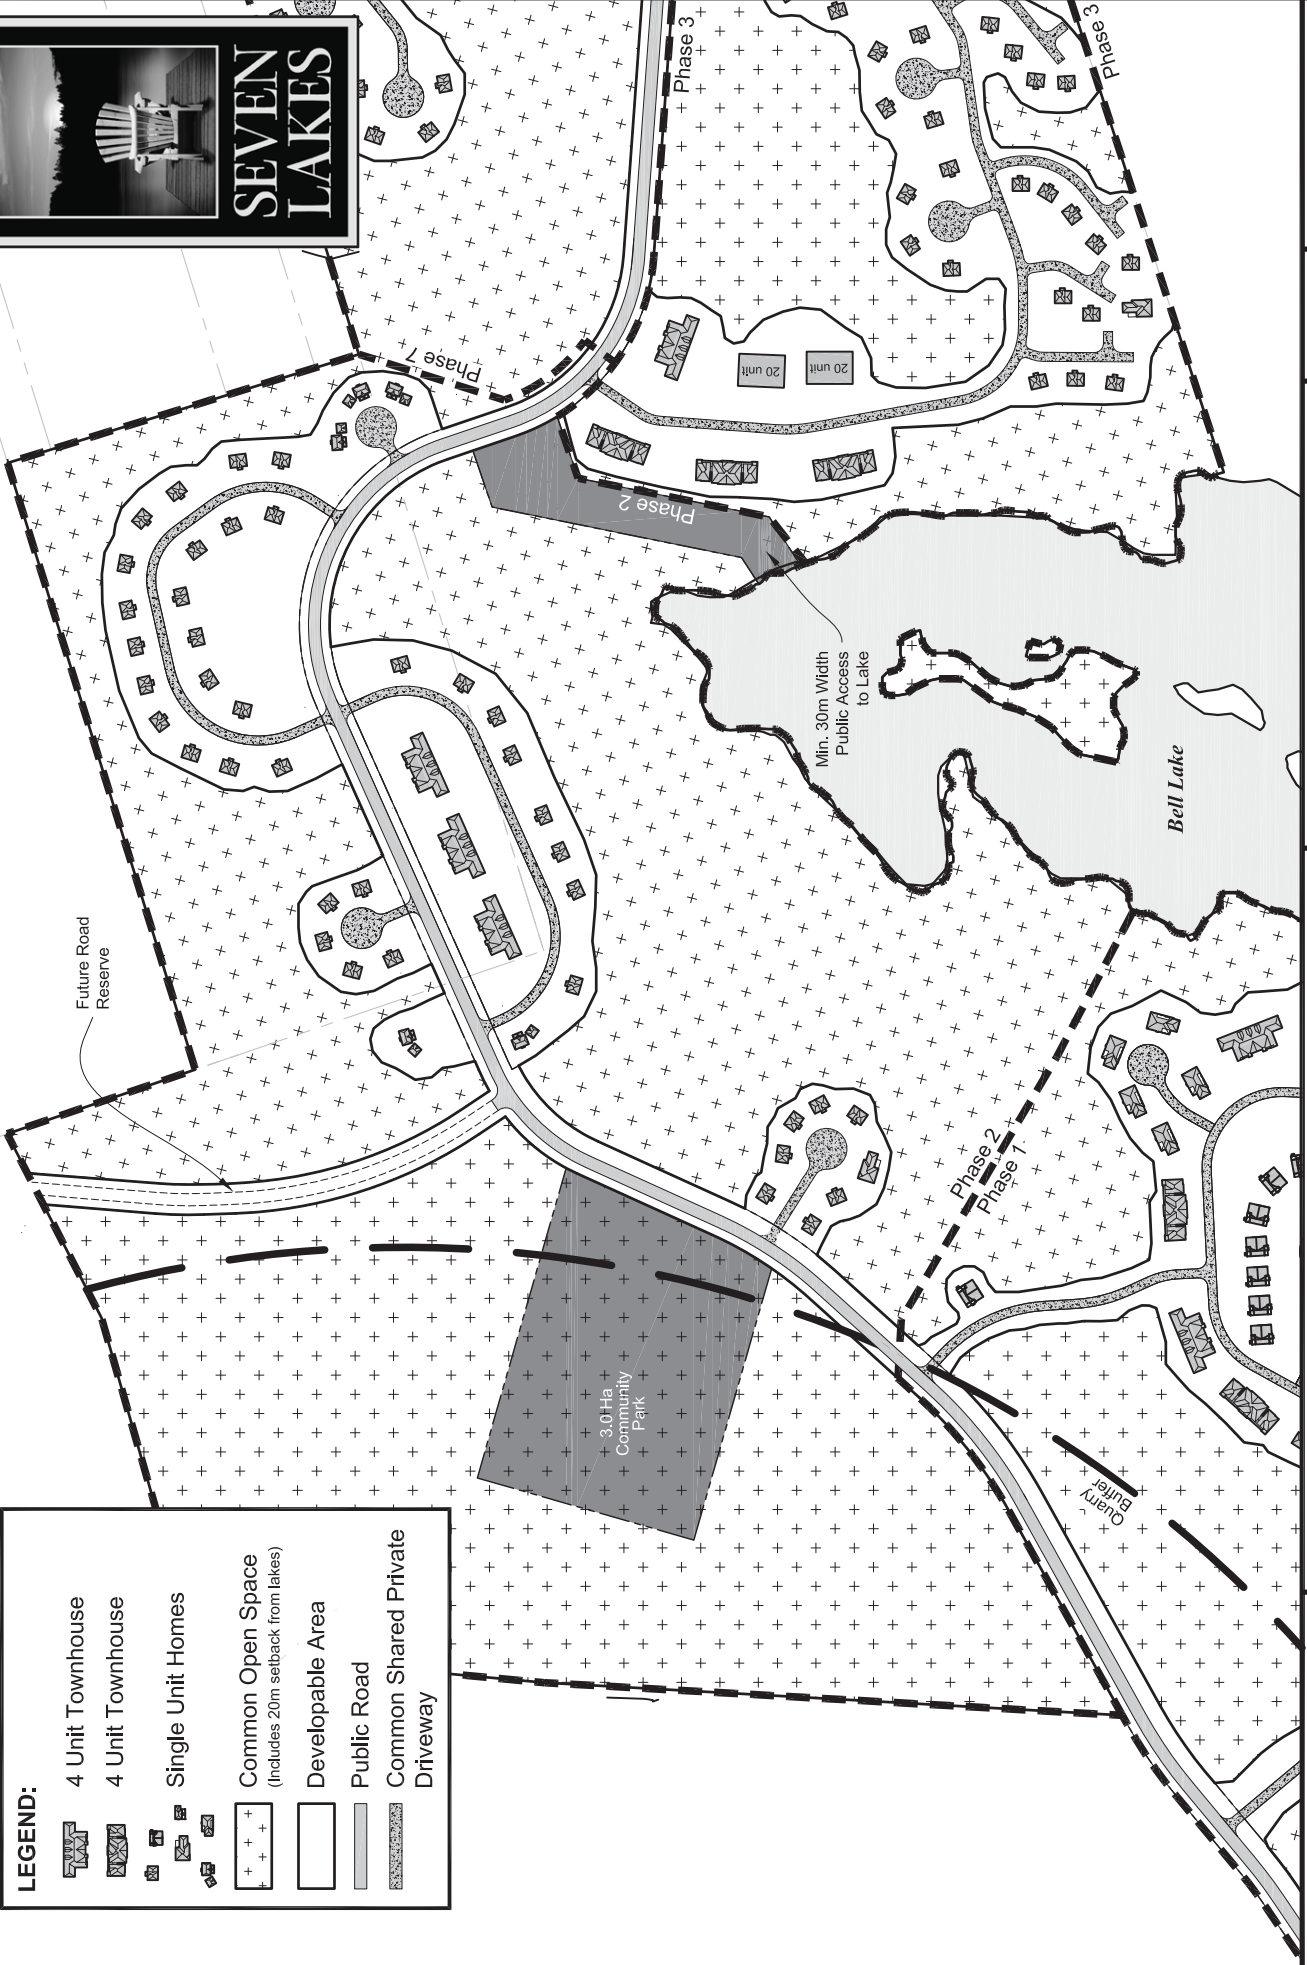 SEVEN
LAKES
Phase 3
Phase 3
Phase 7
20 unit
20 unit
Phase 2
Min. 30m Width
Public Access
to Lake
Bell Lake
Future Road
Reserve
Phase 2
Phase 1
3.0 Ha
Community
Park
Quarry
Buffer
LEGEND:
4 Unit Townhouse
4 Unit Townhouse
Single Unit Homes
Common Open Space
(Includes 20m setback from lakes)
Developable Area
Public Road
Common Shared Private
Driveway